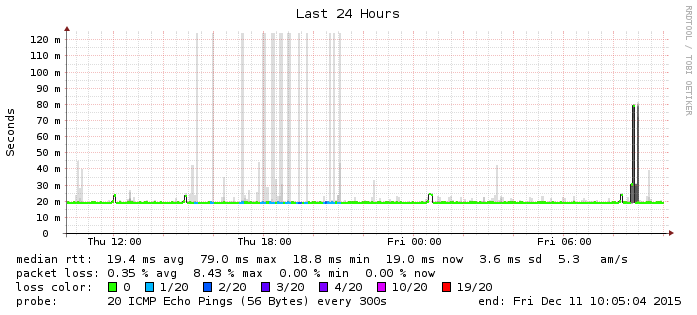 Last 24 Hours
RRDTOOL / TOBI OETIKER
Seconds
120 m
110 m
100 m
90 m
80 m
70 m
60 m
50 m
40 m
30 m
20 m
10 m
0
Thu 12:00 Thu 18:00 Fri 00:00 Fri 06:00
median rtt: 19.4 ms avg 79.0 ms max 18.8 ms min 19.0 ms now 3.6 ms sd 5.3 am/s
packet loss: 0.35 % avg 8.43 % max 0.00 % min 0.00 % now
loss color: 0 1/20 2/20 3/20 4/20 10/20 19/20
probe: 20 ICMP Echo Pings (56 Bytes) every 300s end: Fri Dec 11 10:05:04 2015